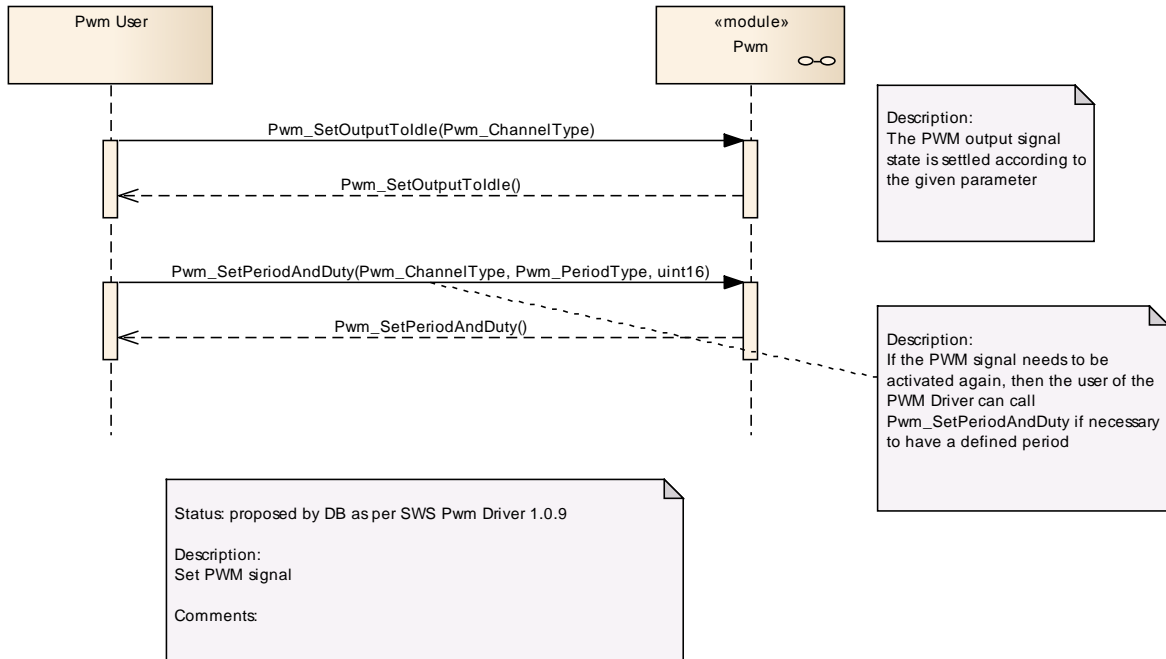 Pwm User
«module»
Pwm
Pwm_SetOutputToIdle(Pwm_ChannelType)
Pwm_SetOutputToIdle()
Description:
The PWM output signal
state is settled according to
the given parameter
Pwm_SetPeriodAndDuty(Pwm_ChannelType, Pwm_PeriodType, uint16)
Pwm_SetPeriodAndDuty()
Description:
If the PWM signal needs to be
activated again, then the user of the
PWM Driver can call
Pwm_SetPeriodAndDuty if necessary
to have a defined period
Status: proposed by DB as per SWS Pwm Driver 1.0.9
Description:
Set PWM signal
Comments: